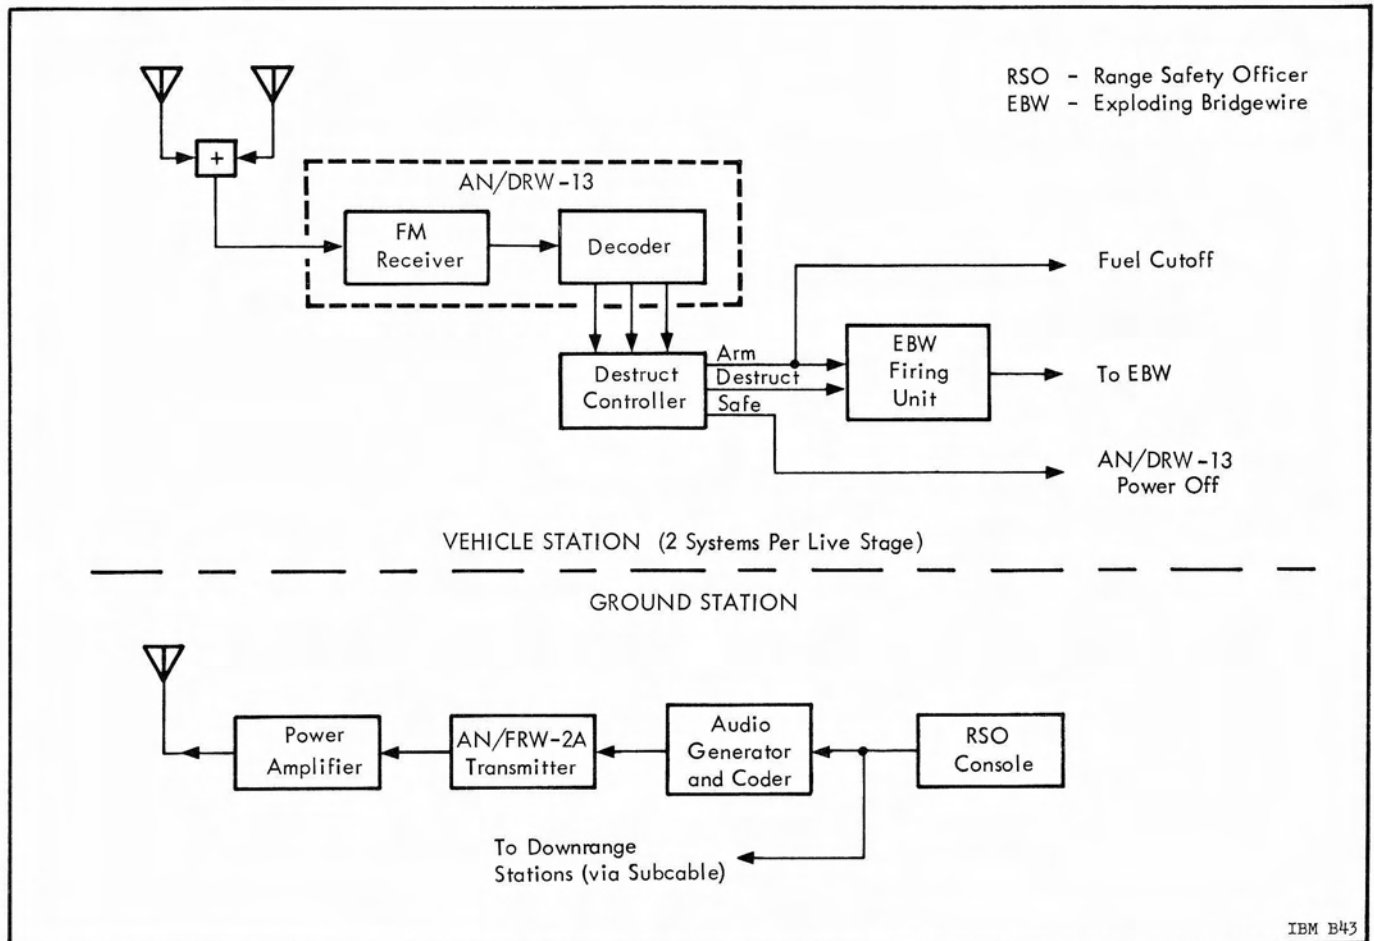 RSO - Range Safety Officer
EBW - Exploding Bridgewire
+
AN/DRW-13
FM
Receiver
Decoder
Fuel Cutoff
Destruct
Controller
Arm
Destruct
Safe
EBW
Firing
Unit
To EBW
AN/DRW-13
Power Off
VEHICLE STATION (2 Systems Per Live Stage)
GROUND STATION
Power
Amplifier
AN/FRW-2A
Transmitter
Audio
Generator
and Coder
RSO
Console
To Downrange
Stations (via Subcable)
IBM B43